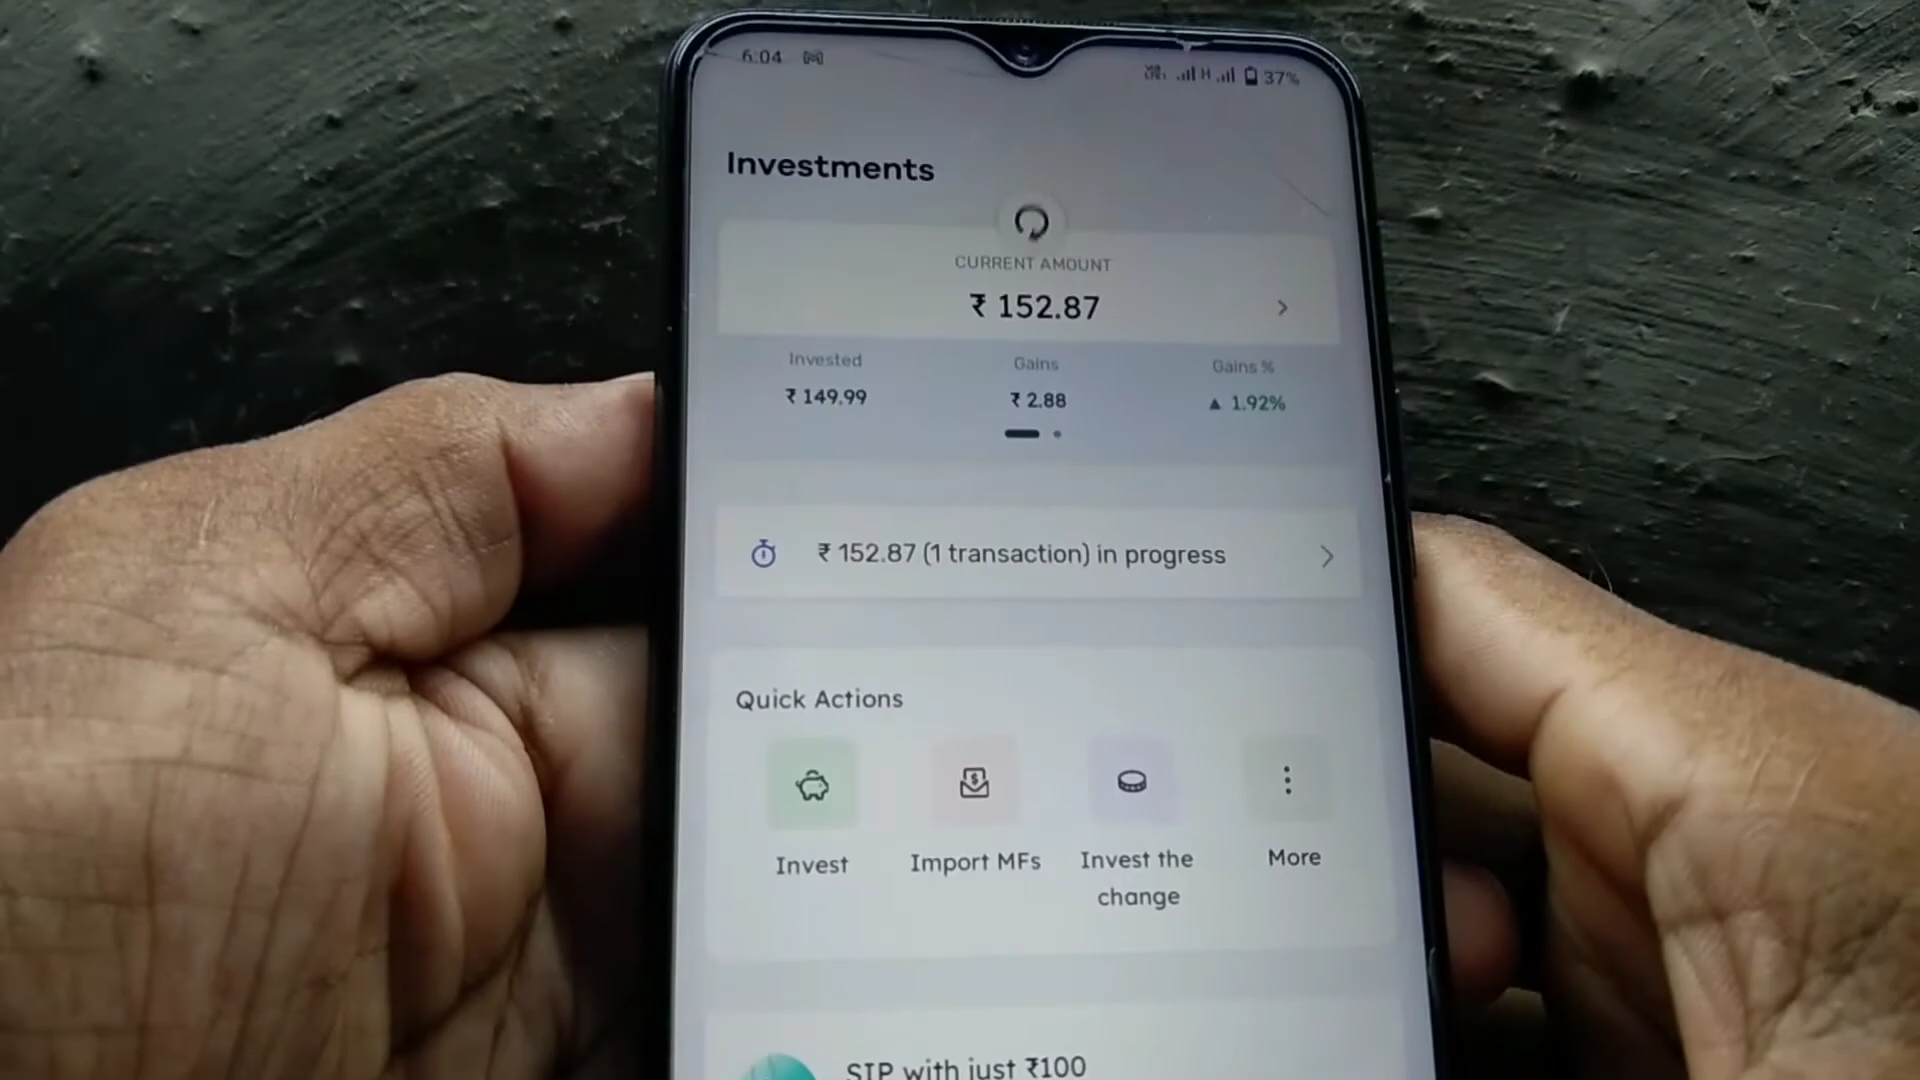 6:04
37%
Investments
CURRENT AMOUNT
₹ 152.87
Invested Gains Gains %
₹ 149.99 ₹ 2.88 ▲ 1.92%
₹ 152.87 (1 transaction) in progress
Quick Actions
Invest Import MFs Invest the change More
SIP with just ₹100